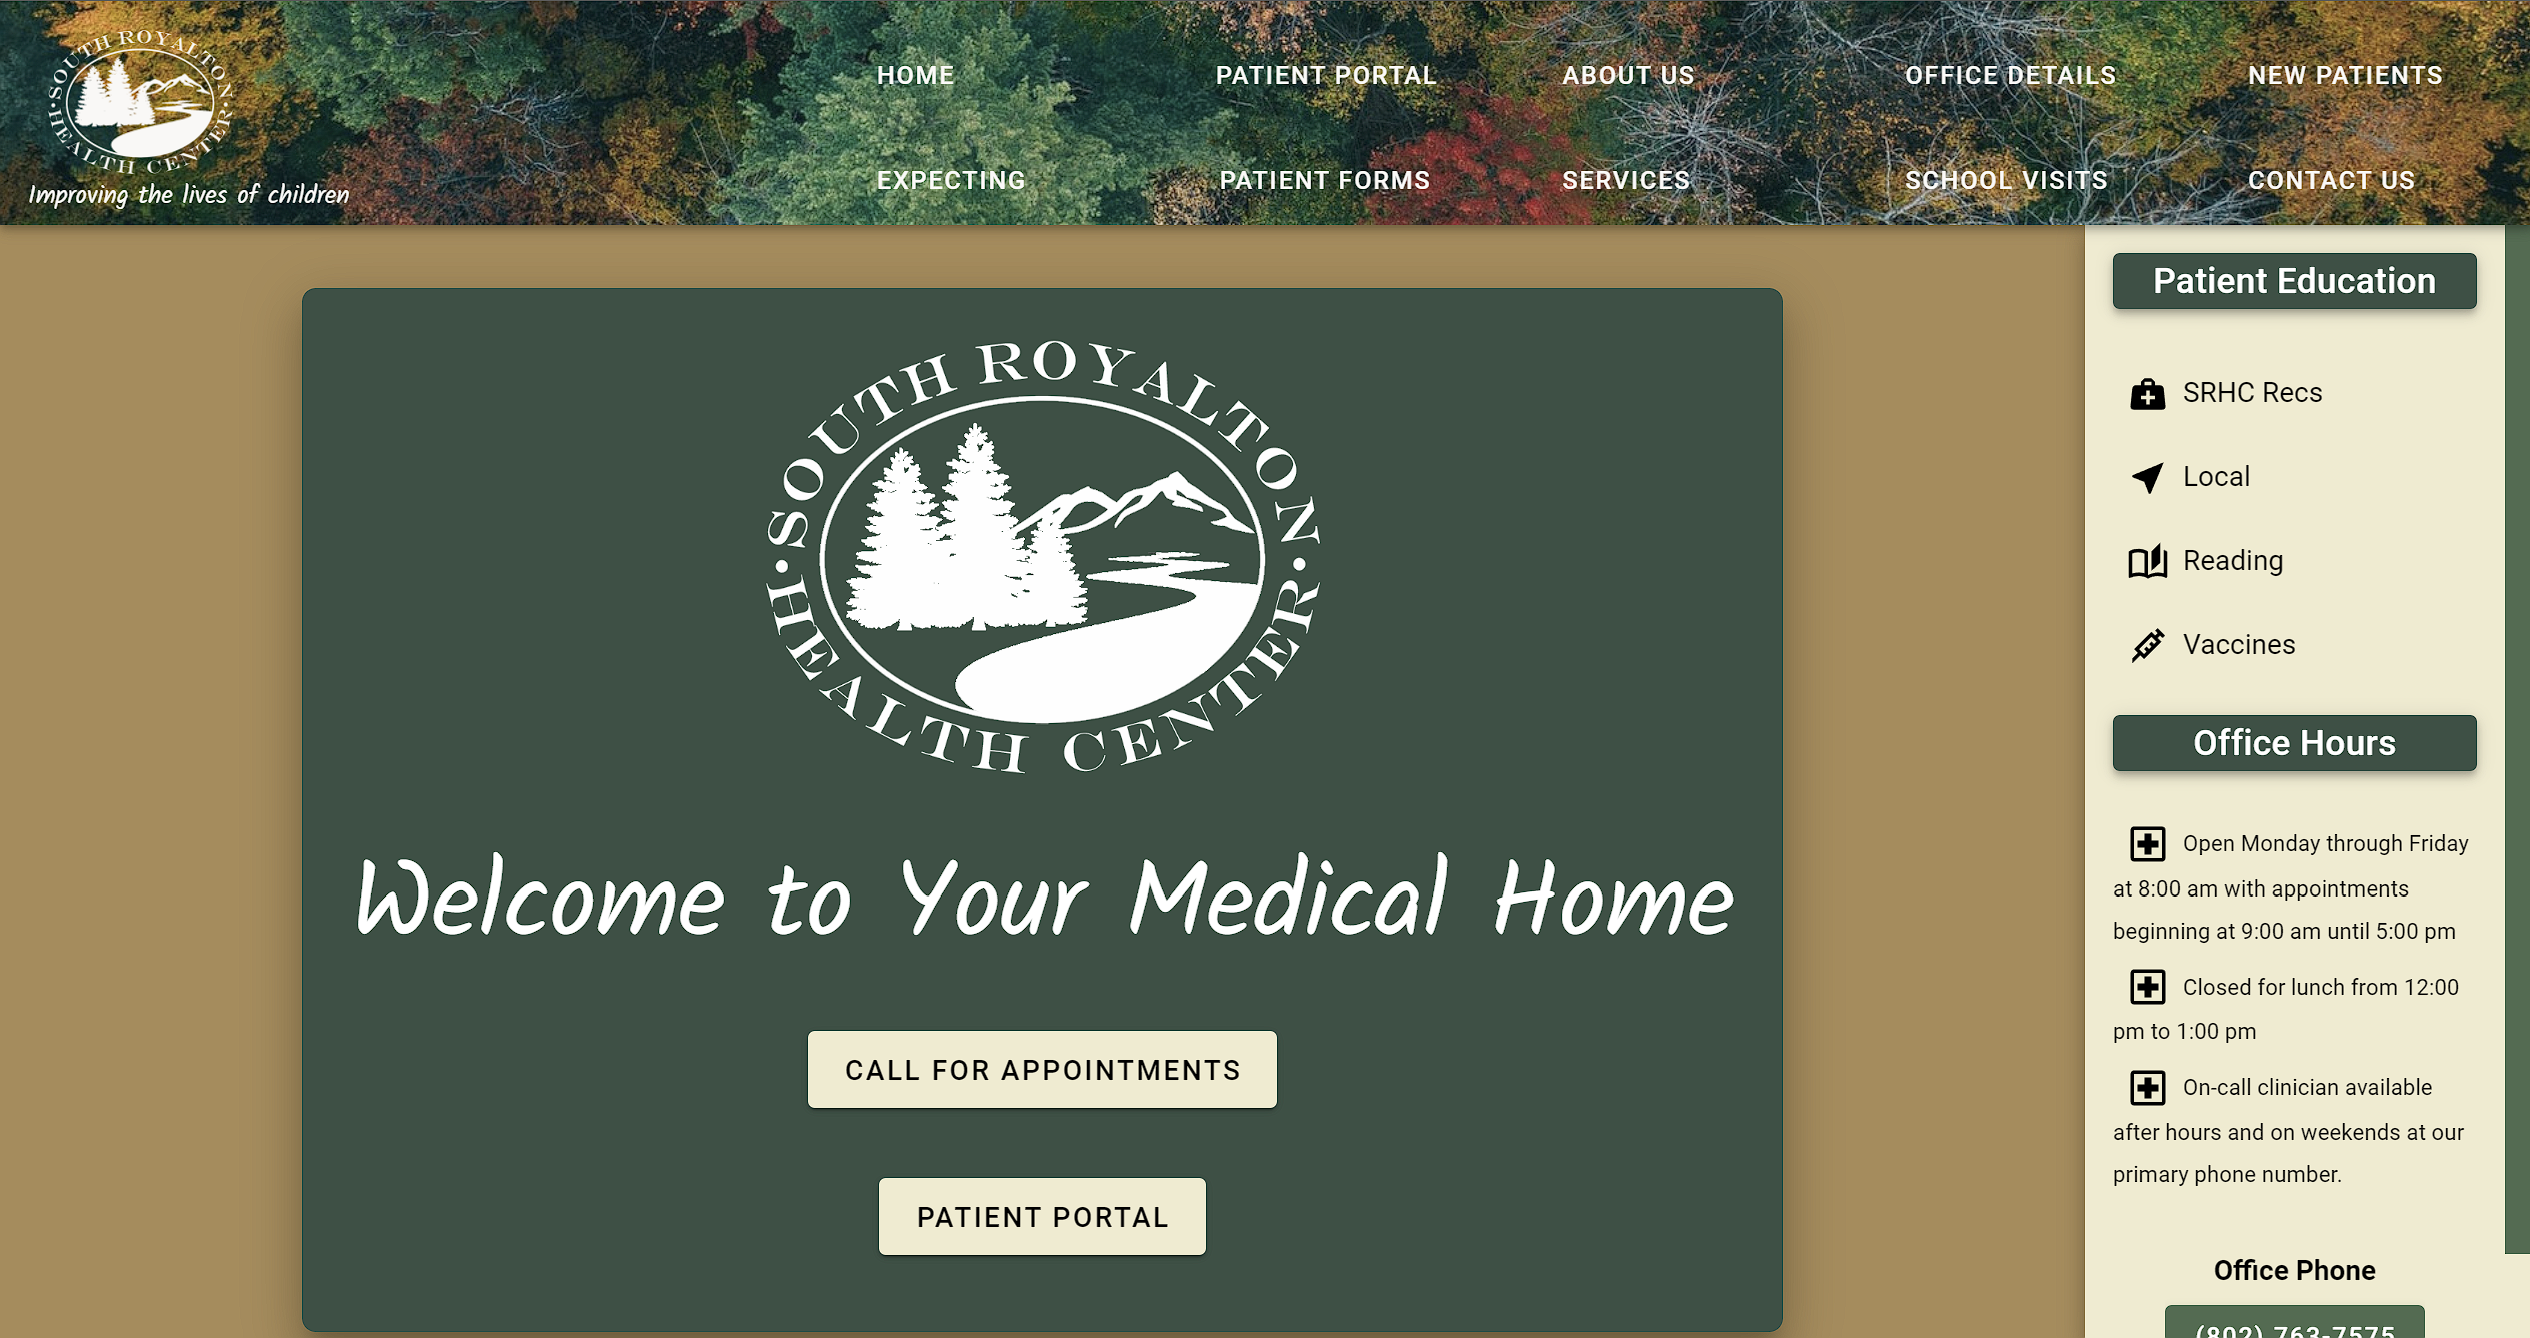 SOUTH ROYALTON
HEALTH CENTER
Improving the lives of children
HOME
PATIENT PORTAL
ABOUT US
OFFICE DETAILS
NEW PATIENTS
EXPECTING
PATIENT FORMS
SERVICES
SCHOOL VISITS
CONTACT US
SOUTH ROYALTON
HEALTH CENTER
Welcome to Your Medical Home
CALL FOR APPOINTMENTS
PATIENT PORTAL
Patient Education
SRHC Recs
Local
Reading
Vaccines
Office Hours
Open Monday through Friday
at 8:00 am with appointments
beginning at 9:00 am until 5:00 pm
Closed for lunch from 12:00
pm to 1:00 pm
On-call clinician available
after hours and on weekends at our
primary phone number.
Office Phone
(802) 763-7575